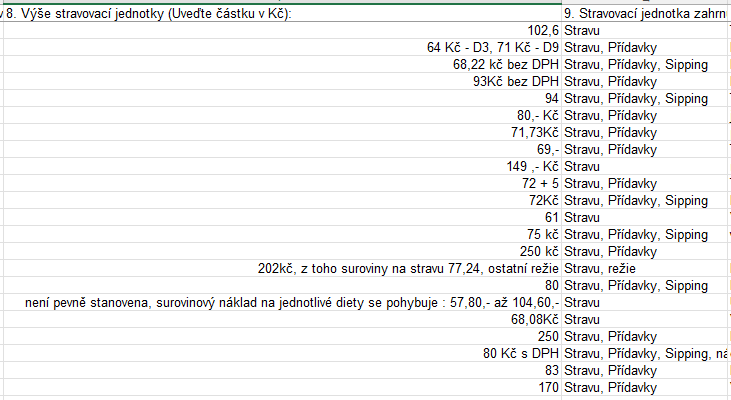 8. Výše stravovací jednotky (Uveďte částku v Kč): 9. Stravovací jednotka zahrn
102,6 Stravu
64 Kč - D3, 71 Kč - D9 Stravu, Přídavky
68,22 kč bez DPH Stravu, Přídavky, Sipping
93Kč bez DPH Stravu, Přídavky
94 Stravu, Přídavky, Sipping
80,- Kč Stravu, Přídavky
71,73Kč Stravu, Přídavky
69,- Stravu, Přídavky
149 ,- Kč Stravu
72 + 5 Stravu, Přídavky
72Kč Stravu, Přídavky, Sipping
61 Stravu
75 kč Stravu, Přídavky, Sipping
250 kč Stravu, Přídavky
202kč, z toho suroviny na stravu 77,24, ostatní režie Stravu, režie
80 Stravu, Přídavky, Sipping
není pevně stanovena, surovinový náklad na jednotlivé diety se pohybuje : 57,80,- až 104,60,- Stravu
68,08Kč Stravu
250 Stravu, Přídavky
80 Kč s DPH Stravu, Přídavky, Sipping, ná
83 Stravu, Přídavky
170 Stravu, Přídavky